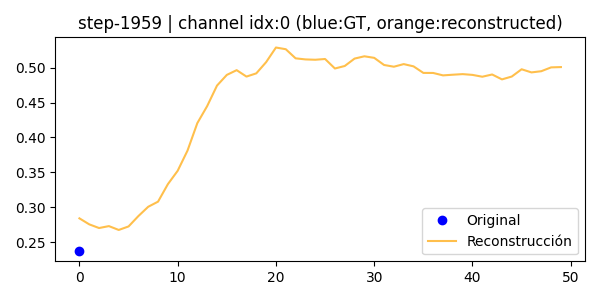 step-1959 | channel idx:0 (blue:GT, orange:reconstructed)
0.50
0.45
0.40
0.35
0.30
0.25
Original
Reconstrucción
0 10 20 30 40 50